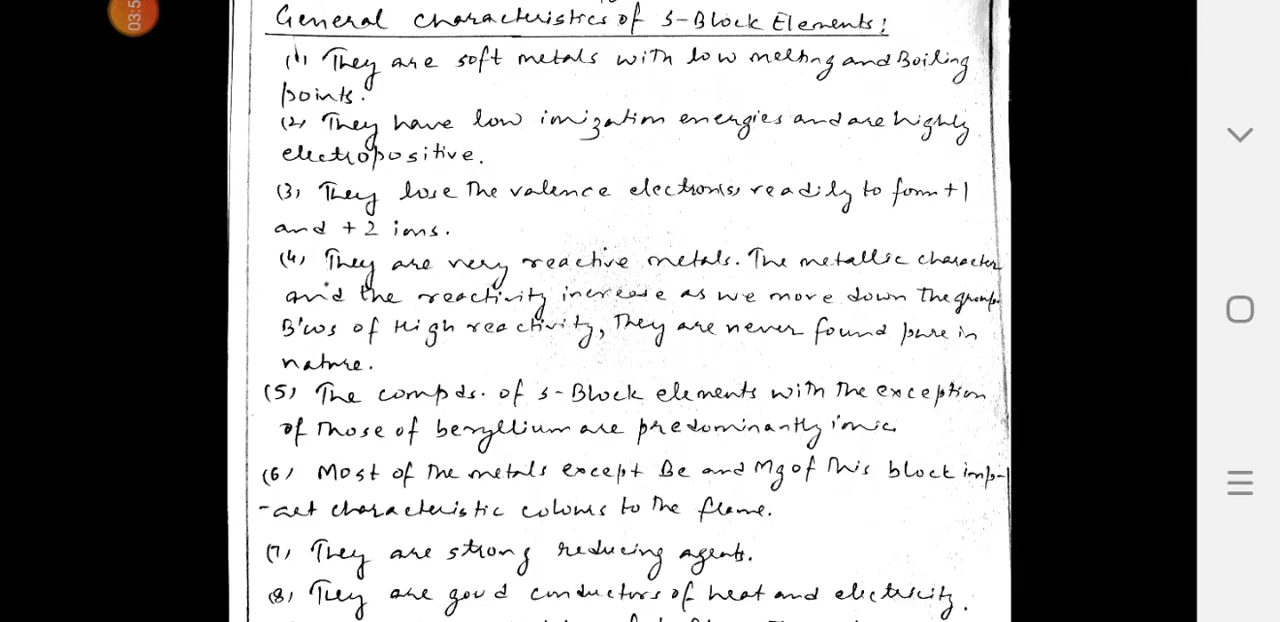 03:5
General characteristics of s-Block Elements:
(1) They are soft metals with low melting and Boiling
points.
(2) They have low ionization energies and are highly
electropositive.
(3) They lose the valence electron(s) readily to form +1
and +2 ions.
(4) They are very reactive metals. The metallic character
and the reactivity increase as we move down the group.
B'cus of High reactivity, They are never found pure in
nature.
(5) The compds. of s-Block elements with the exception
of those of beryllium are predominantly ionic
(6) Most of the metals except Be and Mg of this block imp-
-art characteristic colours to the flame.
(7) They are strong reducing agents.
(8) They are good conductors of heat and electricity.